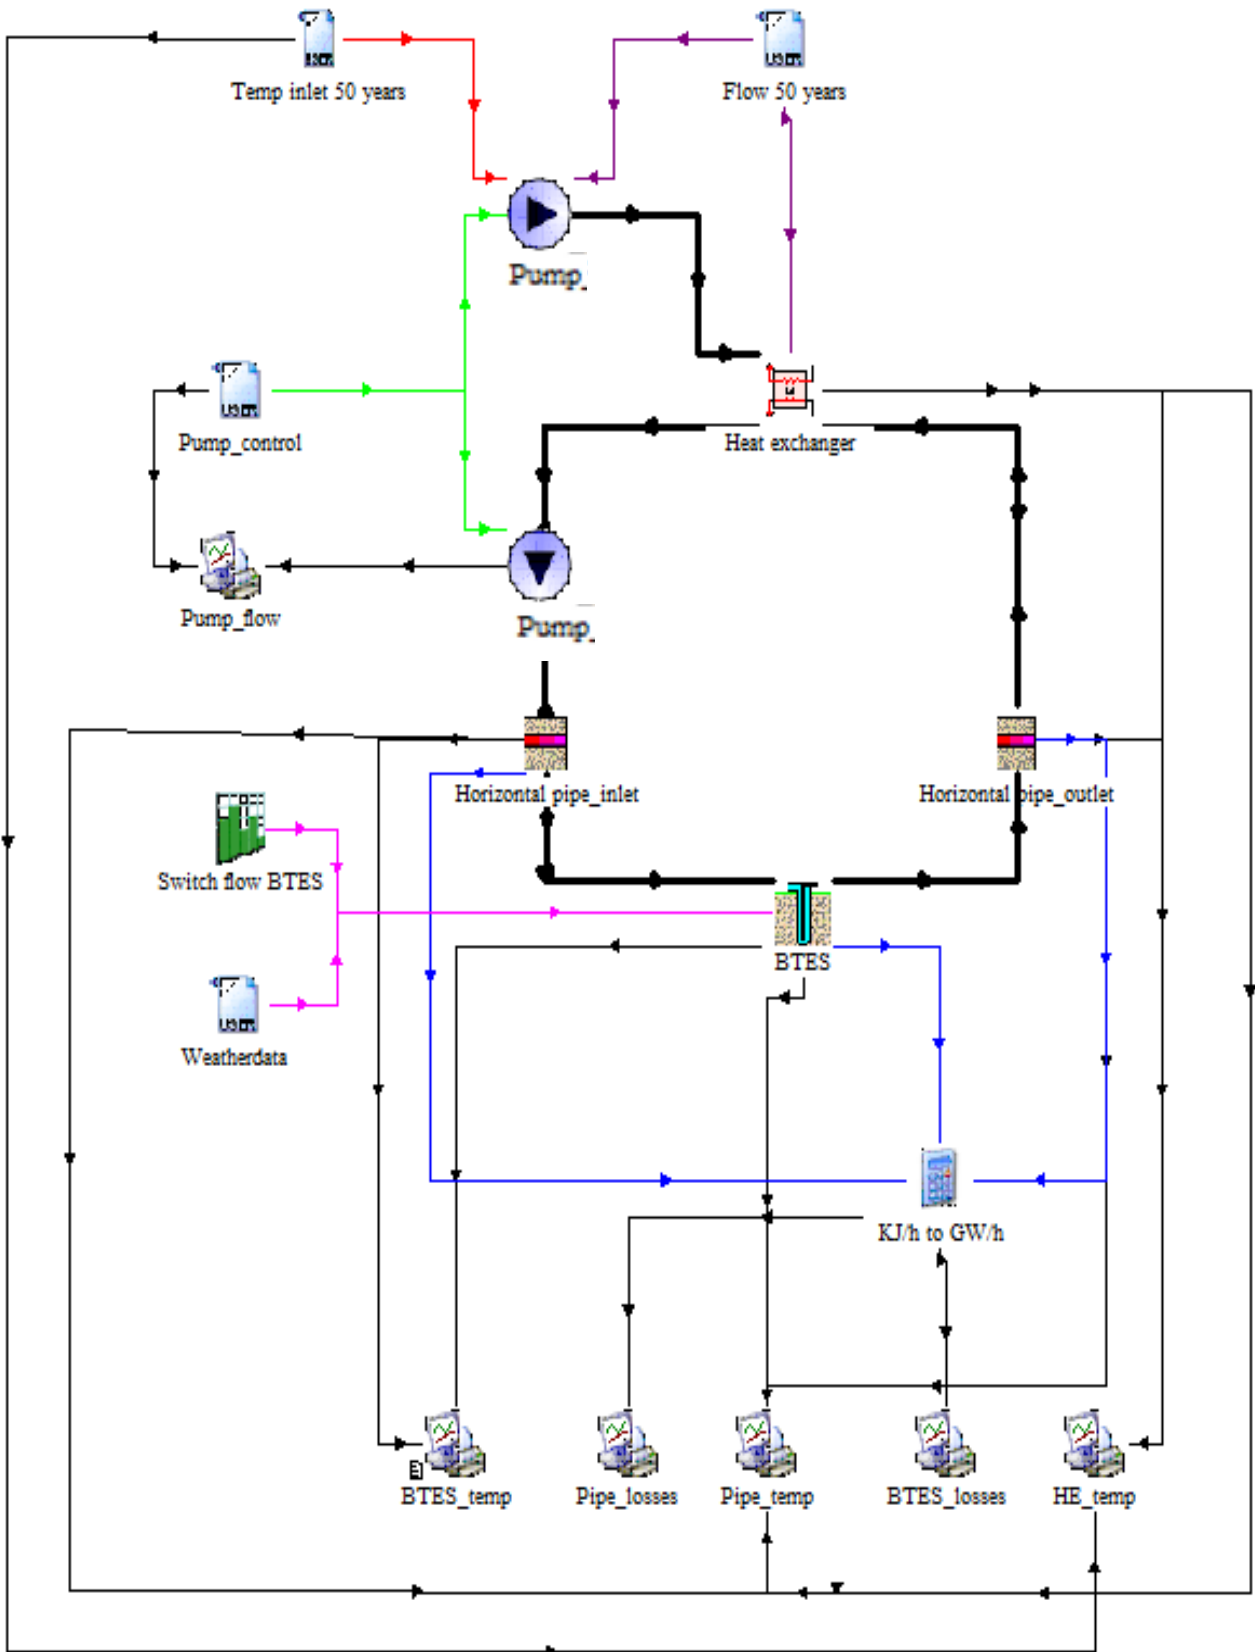 Temp inlet 50 years
Flow 50 years
Pump_
Pump_control
Heat exchanger
Pump_flow
Pump_
Horizontal pipe_inlet
Horizontal pipe_outlet
Switch flow BTES
BTES
Weatherdata
KJ/h to GW/h
BTES_temp
Pipe_losses
Pipe_temp
BTES_losses
HE_temp